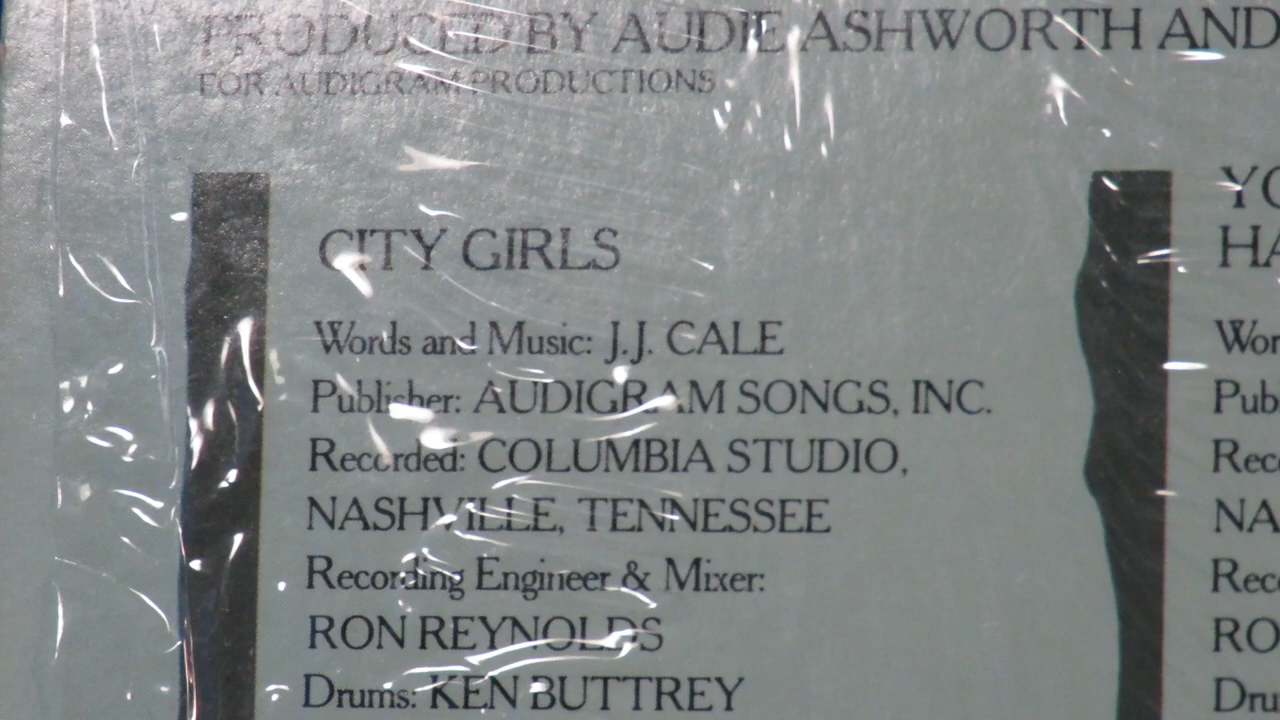 PRODUCED BY AUDIE ASHWORTH AND
FOR AUDIGRAM PRODUCTIONS
CITY GIRLS
Words and Music: J.J. CALE
Publisher: AUDIGRAM SONGS, INC.
Recorded: COLUMBIA STUDIO,
NASHVILLE, TENNESSEE
Recording Engineer & Mixer:
RON REYNOLDS
Drums: KEN BUTTREY